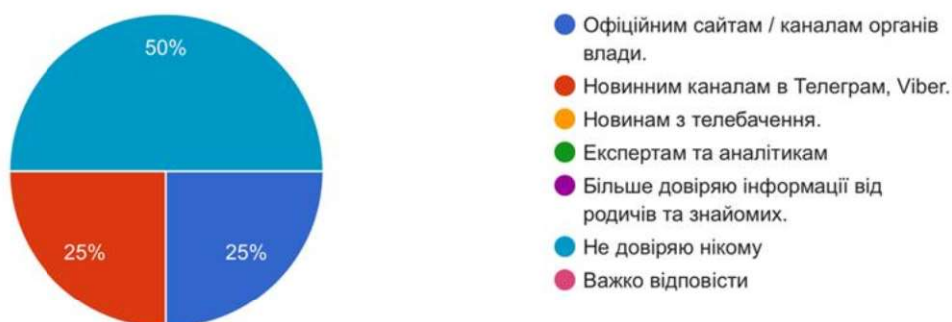 50%
25%
25%
Офіційним сайтам / каналам органів
влади.
Новинним каналам в Телеграм, Viber.
Новинам з телебачення.
Експертам та аналітикам
Більше довіряю інформації від
родичів та знайомих.
Не довіряю нікому
Важко відповісти